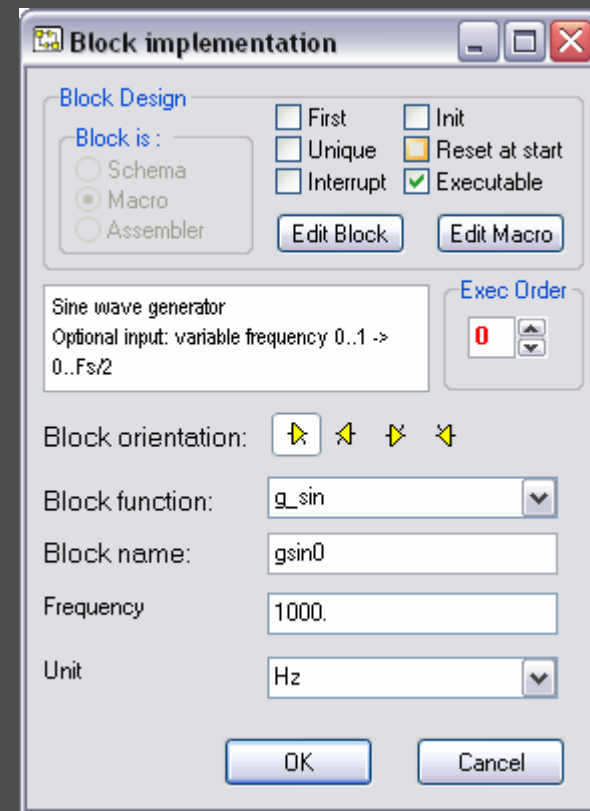 Block implementation
Block Design
Block is :
Schema
Macro
Assembler
First
Init
Unique
Reset at start
Interrupt
Executable
Edit Block
Edit Macro
Sine wave generator
Optional input: variable frequency 0..1 ->
0..Fs/2
Exec Order
0
Block orientation:
Block function:
g_sin
Block name:
gsin0
Frequency
1000.
Unit
Hz
OK
Cancel